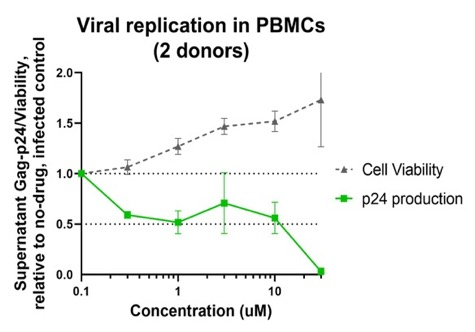 Viral replication in PBMCs
(2 donors)
Supernatant Gag-p24/Viability,
relative to no-drug, infected control
2.0
1.5
1.0
0.5
0.0
0.1
1
10
Concentration (uM)
Cell Viability
p24 production